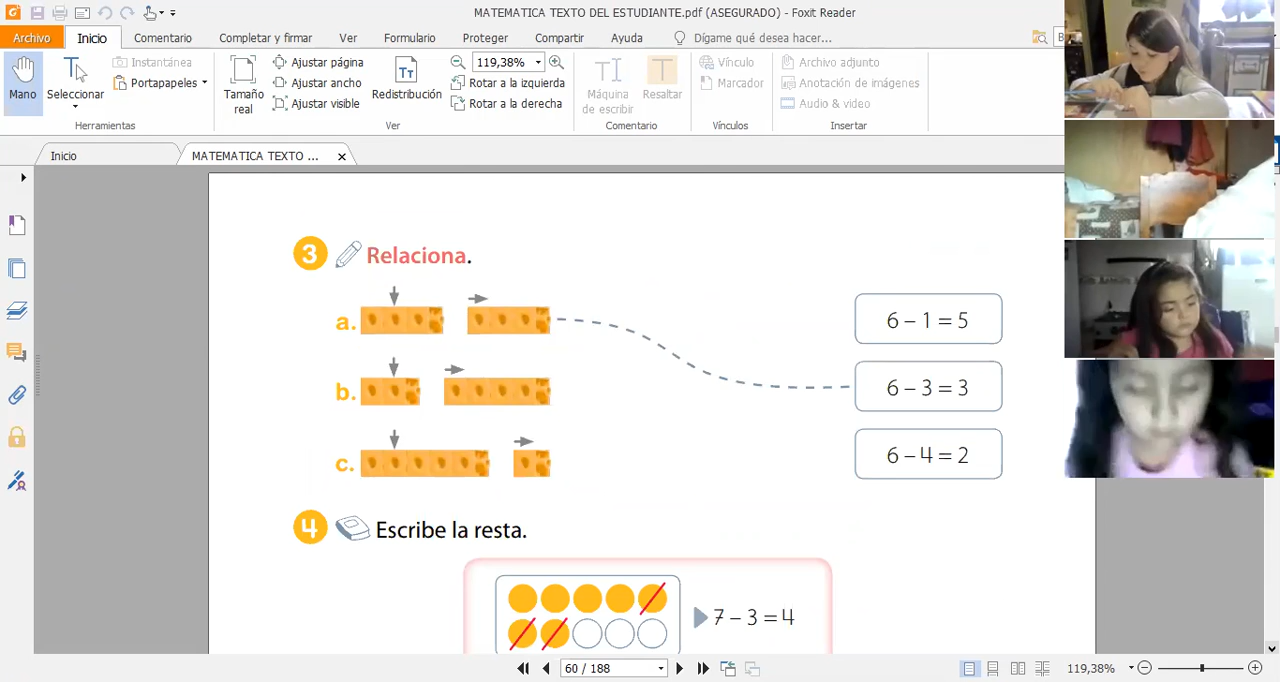 MATEMATICA TEXTO DEL ESTUDIANTE.pdf (ASEGURADO) - Foxit Reader
Archivo Inicio Comentario Completar y firmar Ver Formulario Proteger Compartir Ayuda Dígame qué desea hacer...
Mano
Seleccionar
Instantánea
Portapapeles
Herramientas
Tamaño real
Ajustar página
Ajustar ancho
Ajustar visible
Redistribución
119,38%
Rotar a la izquierda
Rotar a la derecha
Ver
Máquina de escribir
Resaltar
Comentario
Vínculo
Marcador
Vínculos
Archivo adjunto
Anotación de imágenes
Audio & video
Insertar
Inicio
MATEMATICA TEXTO ...
3 Relaciona.
a. 6 – 1 = 5
b. 6 – 3 = 3
c. 6 – 4 = 2
4 Escribe la resta.
7 – 3 = 4
60 / 188
119,38%